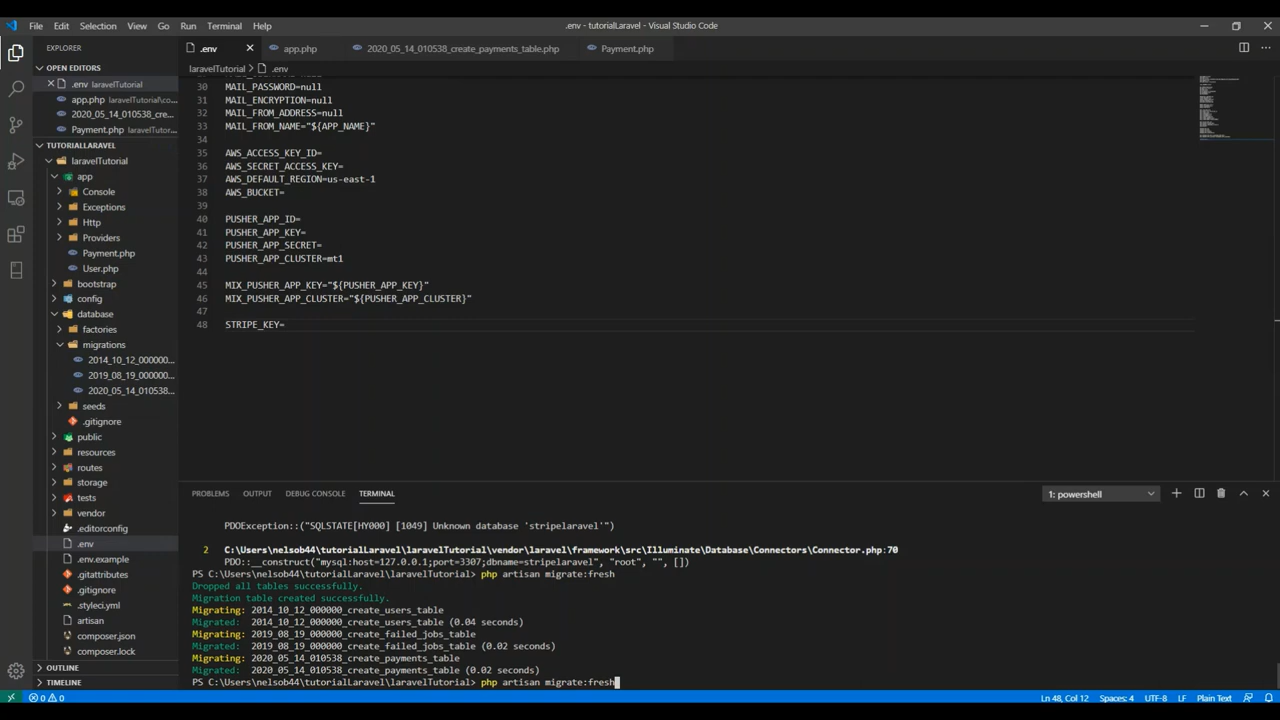 File Edit Selection View Go Run Terminal Help
.env - tutorialLaravel - Visual Studio Code
EXPLORER
.env
app.php
2020_05_14_010538_create_payments_table.php
Payment.php
OPEN EDITORS
laravelTutorial > .env
.env laravelTutorial
app.php laravelTutorial\co...
2020_05_14_010538_cre...
Payment.php laravelTutor...
TUTORIALLARAVEL
laravelTutorial
app
Console
Exceptions
Http
Providers
Payment.php
User.php
bootstrap
config
database
factories
migrations
2014_10_12_000000...
2019_08_19_000000...
2020_05_14_010538...
seeds
.gitignore
public
resources
routes
storage
tests
vendor
.editorconfig
.env
.env.example
.gitattributes
.gitignore
.styleci.yml
artisan
composer.json
composer.lock
OUTLINE
TIMELINE
30 MAIL_PASSWORD=null
31 MAIL_ENCRYPTION=null
32 MAIL_FROM_ADDRESS=null
33 MAIL_FROM_NAME="${APP_NAME}"
34
35 AWS_ACCESS_KEY_ID=
36 AWS_SECRET_ACCESS_KEY=
37 AWS_DEFAULT_REGION=us-east-1
38 AWS_BUCKET=
39
40 PUSHER_APP_ID=
41 PUSHER_APP_KEY=
42 PUSHER_APP_SECRET=
43 PUSHER_APP_CLUSTER=mt1
44
45 MIX_PUSHER_APP_KEY="${PUSHER_APP_KEY}"
46 MIX_PUSHER_APP_CLUSTER="${PUSHER_APP_CLUSTER}"
47
48 STRIPE_KEY=
PROBLEMS OUTPUT DEBUG CONSOLE TERMINAL
1: powershell
PDOException::("SQLSTATE[HY000] [1049] Unknown database 'stripelaravel'")
2 C:\Users\nelsob44\tutorialLaravel\laravelTutorial\vendor\laravel\framework\src\Illuminate\Database\Connectors\Connector.php:70
PDO::__construct("mysql:host=127.0.0.1;port=3307;dbname=stripelaravel", "root", "", [])
PS C:\Users\nelsob44\tutorialLaravel\laravelTutorial> php artisan migrate:fresh
Dropped all tables successfully.
Migration table created successfully.
Migrating: 2014_10_12_000000_create_users_table
Migrated: 2014_10_12_000000_create_users_table (0.04 seconds)
Migrating: 2019_08_19_000000_create_failed_jobs_table
Migrated: 2019_08_19_000000_create_failed_jobs_table (0.02 seconds)
Migrating: 2020_05_14_010538_create_payments_table
Migrated: 2020_05_14_010538_create_payments_table (0.02 seconds)
PS C:\Users\nelsob44\tutorialLaravel\laravelTutorial> php artisan migrate:fresh
0 0
Ln 48, Col 12 Spaces: 4 UTF-8 LF Plain Text